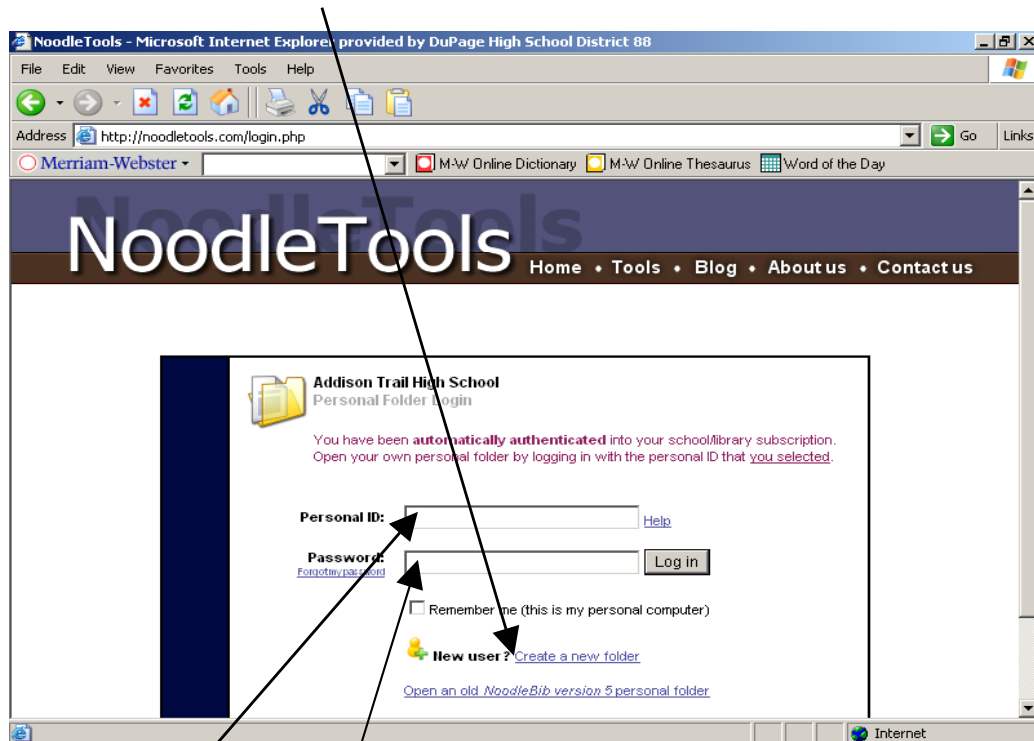 NoodleTools - Microsoft Internet Explorer provided by DuPage High School District 88
File Edit View Favorites Tools Help
Address http://noodletools.com/login.php Go Links
Merriam-Webster M-W Online Dictionary M-W Online Thesaurus Word of the Day
NoodleTools
NoodleTools
Home • Tools • Blog • About us • Contact us
Addison Trail High School
Personal Folder Login
You have been automatically authenticated into your school/library subscription.
Open your own personal folder by logging in with the personal ID that you selected.
Personal ID: Help
Password: Log in
Forgot my password
Remember me (this is my personal computer)
New user? Create a new folder
Open an old NoodleBib version 5 personal folder
Internet